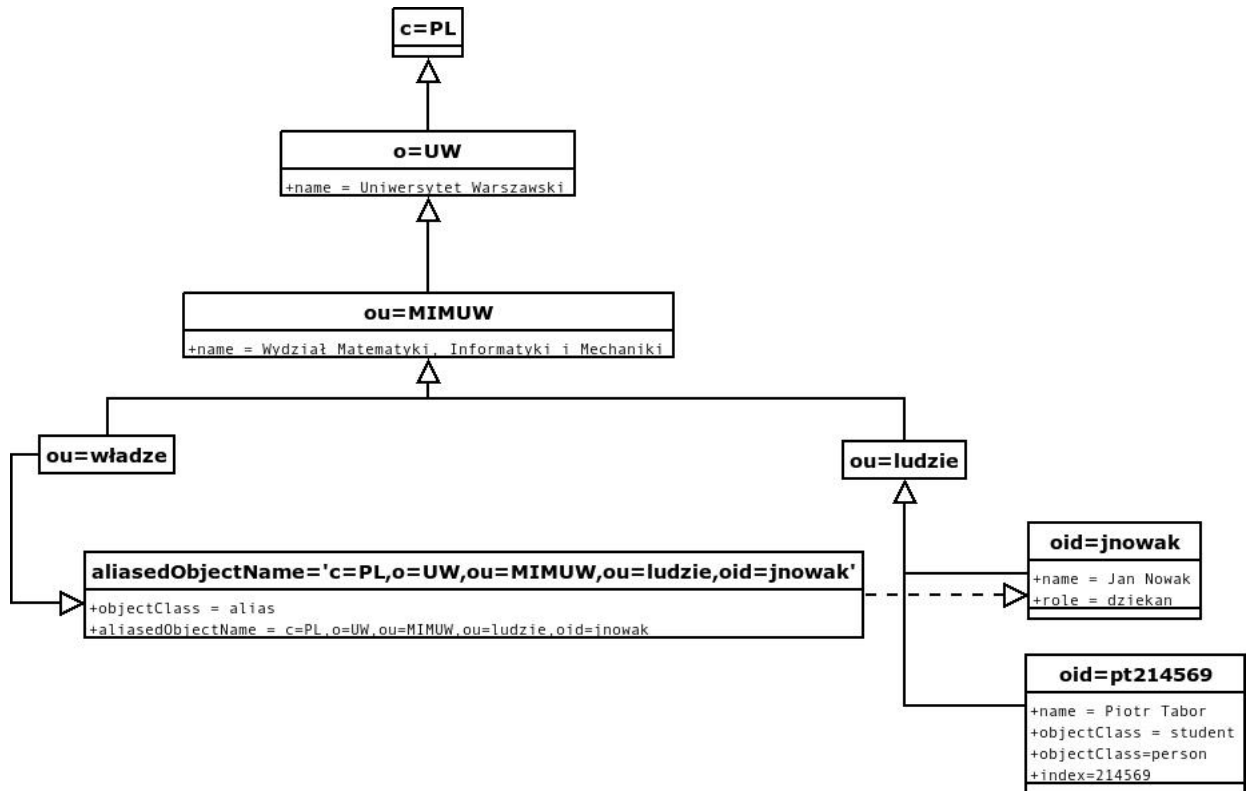 c=PL
o=UW
+name = Uniwersytet Warszawski
ou=MIMUW
+name = Wydział Matematyki, Informatyki i Mechaniki
ou=władze
ou=ludzie
aliasedObjectName='c=PL,o=UW,ou=MIMUW,ou=ludzie,oid=jnowak'
+objectClass = alias
+aliasedObjectName = c=PL,o=UW,ou=MIMUW,ou=ludzie,oid=jnowak
oid=jnowak
+name = Jan Nowak
+role = dziekan
oid=pt214569
+name = Piotr Tabor
+objectClass = student
+objectClass=person
+index=214569